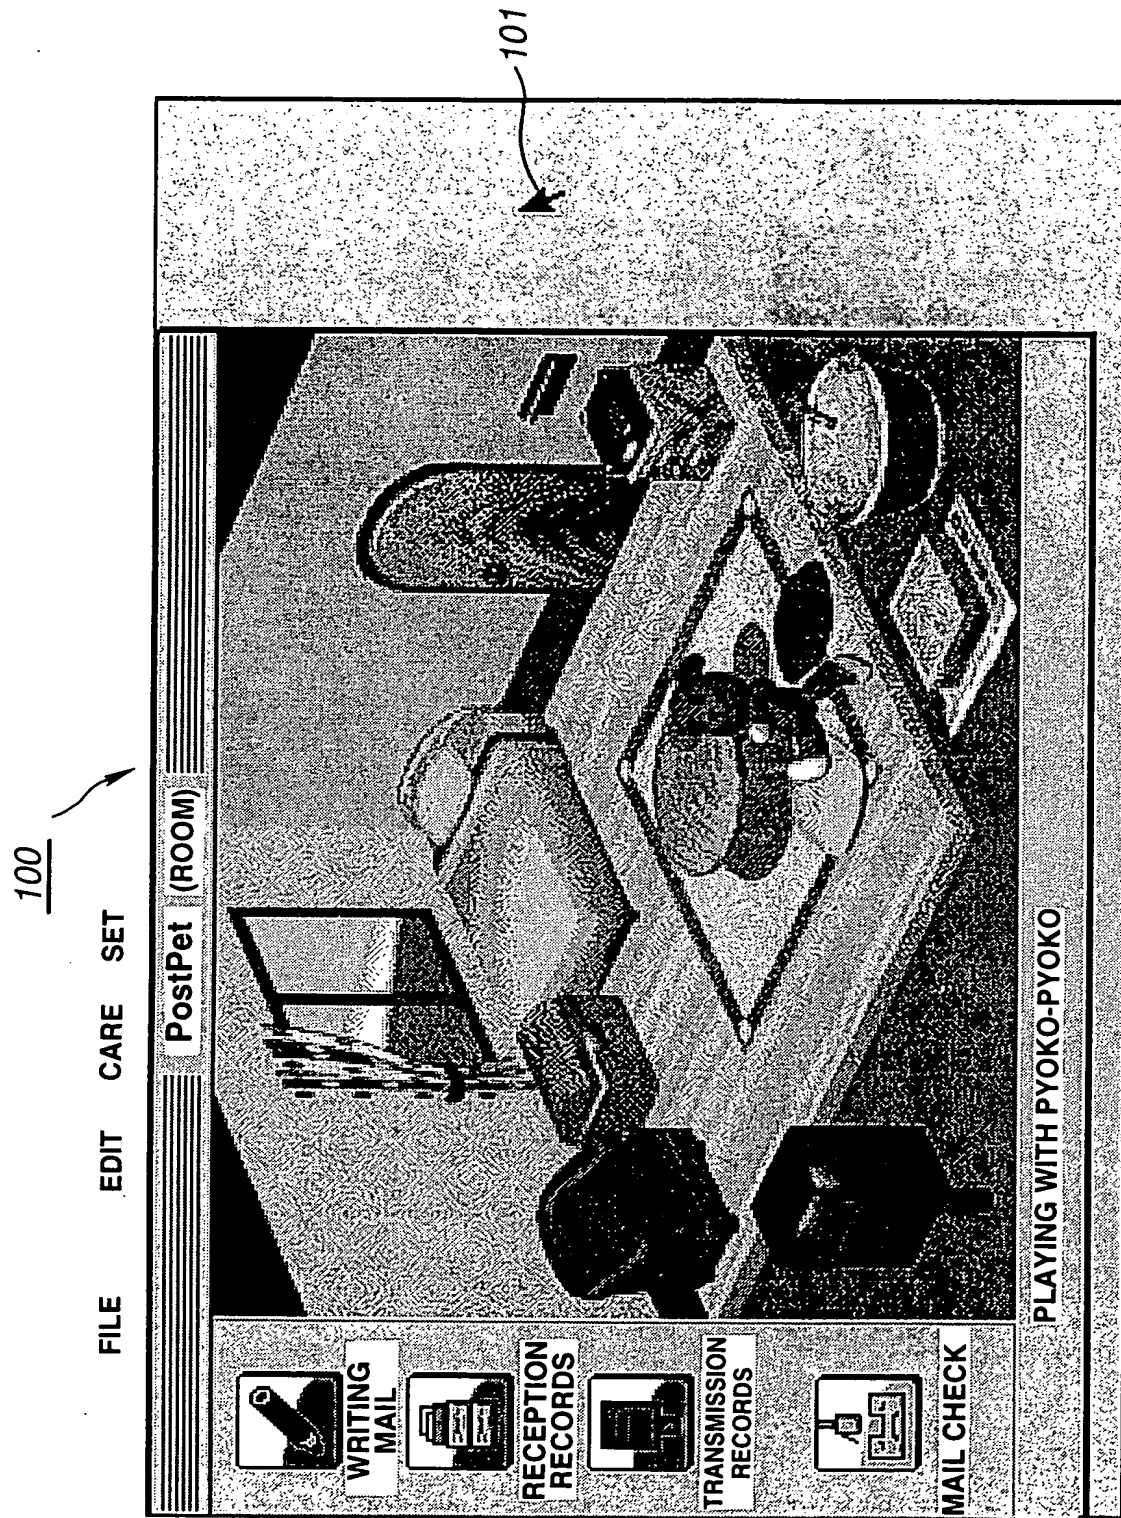 100
FILE EDIT CARE SET
PostPet (ROOM)
101
WRITING
MAIL
RECEPTION
RECORDS
TRANSMISSION
RECORDS
MAIL CHECK
PLAYING WITH PYOKO-PYOKO